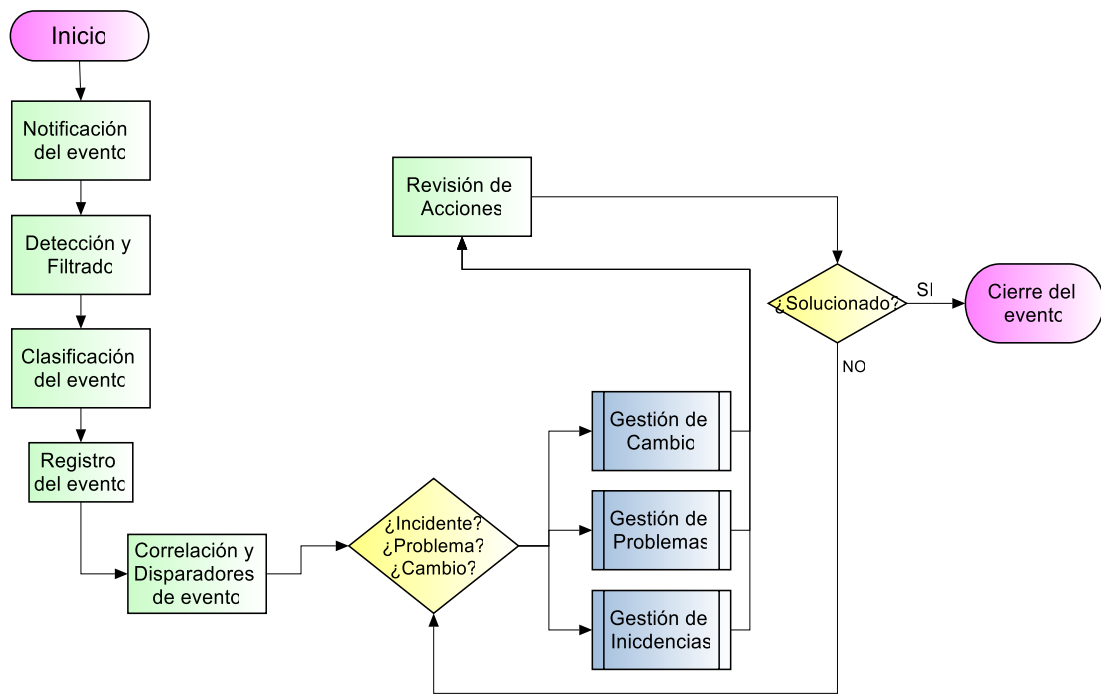 Inicio
Notificación
del evento
Detección y
Filtrado
Clasificación
del evento
Registro
del evento
Correlación y
Disparadores
de evento
¿Incidente?
¿Problema?
¿Cambio?
Gestión de
Cambio
Gestión de
Problemas
Gestión de
Inicdencias
Revisión de
Acciones
¿Solucionado?
SI
NO
Cierre del
evento